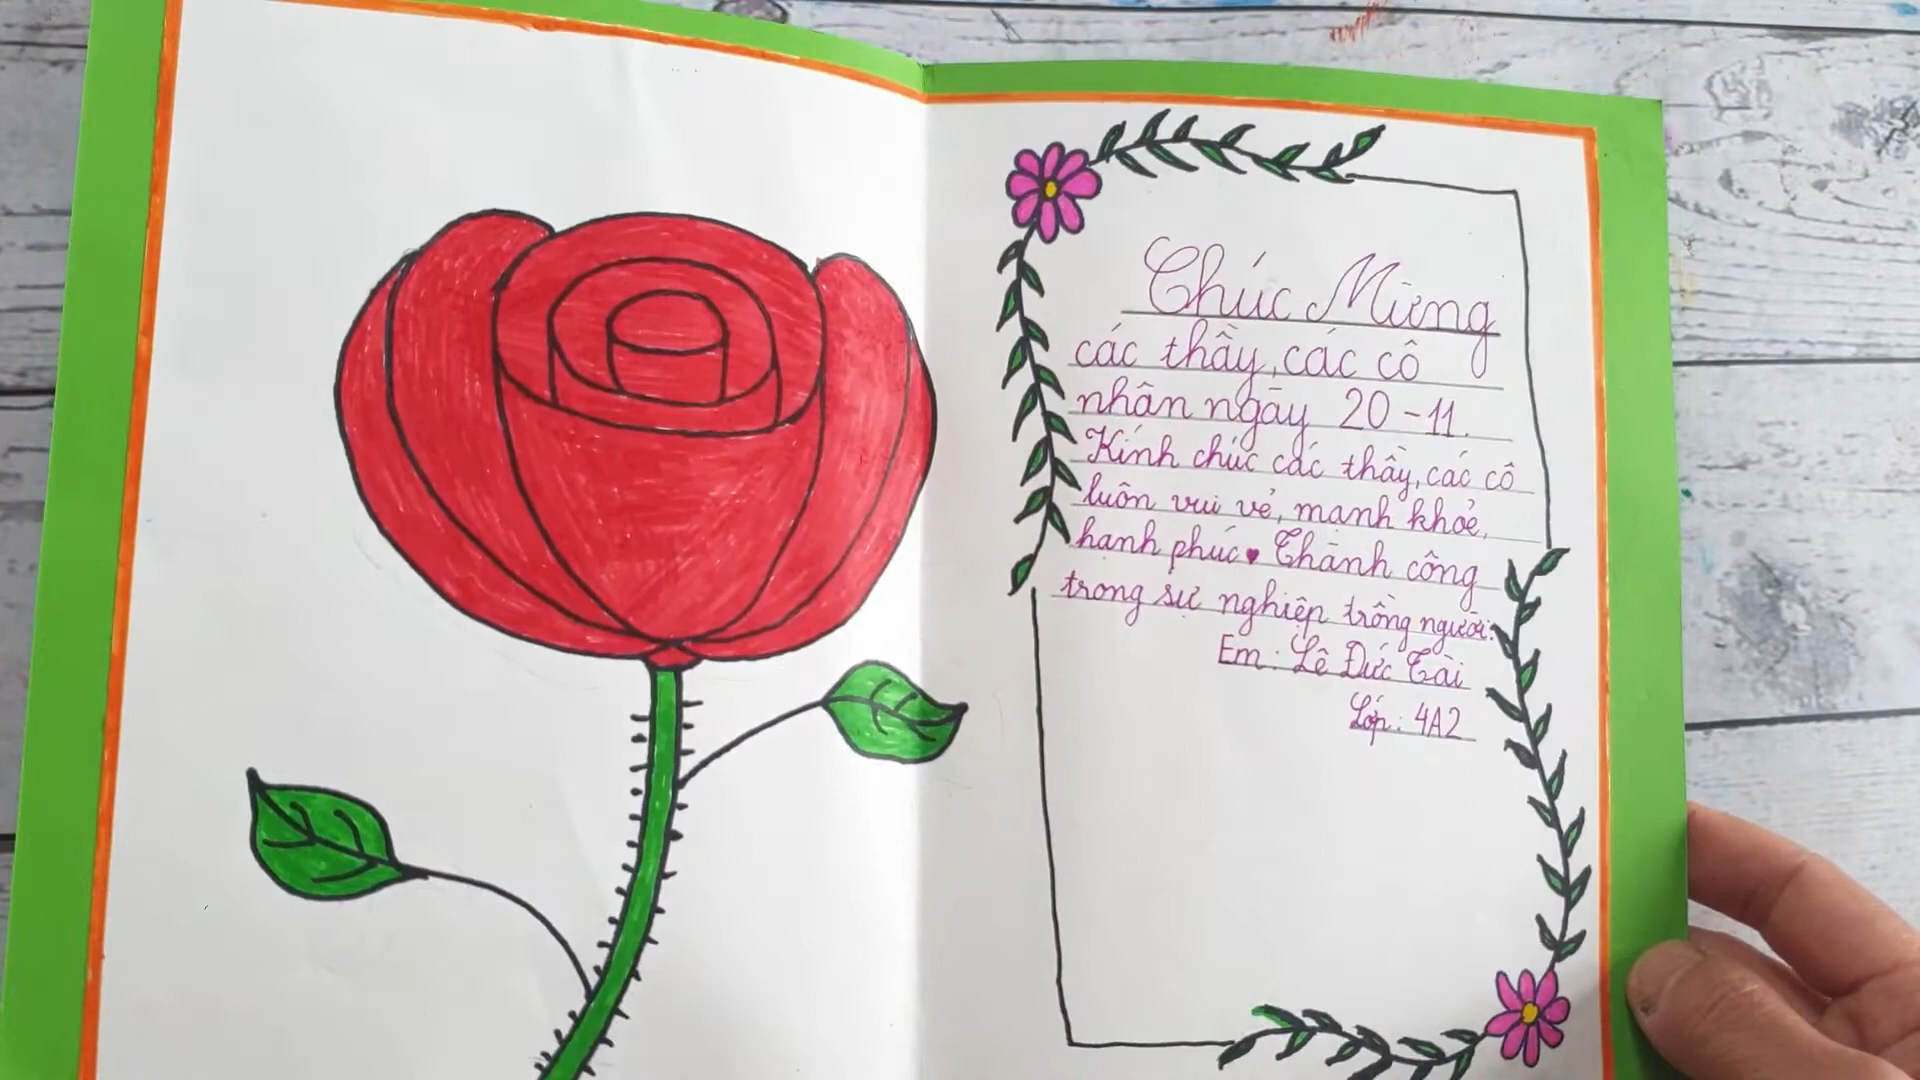 Chúc Mừng
các thầy, các cô
nhân ngày 20-11.
Kính chúc các thầy, các cô
luôn vui vẻ, mạnh khỏe,
hạnh phúc. Thành công
trong sự nghiệp trồng người.
Em: Lê Đức Tài
Lớp: 4A2